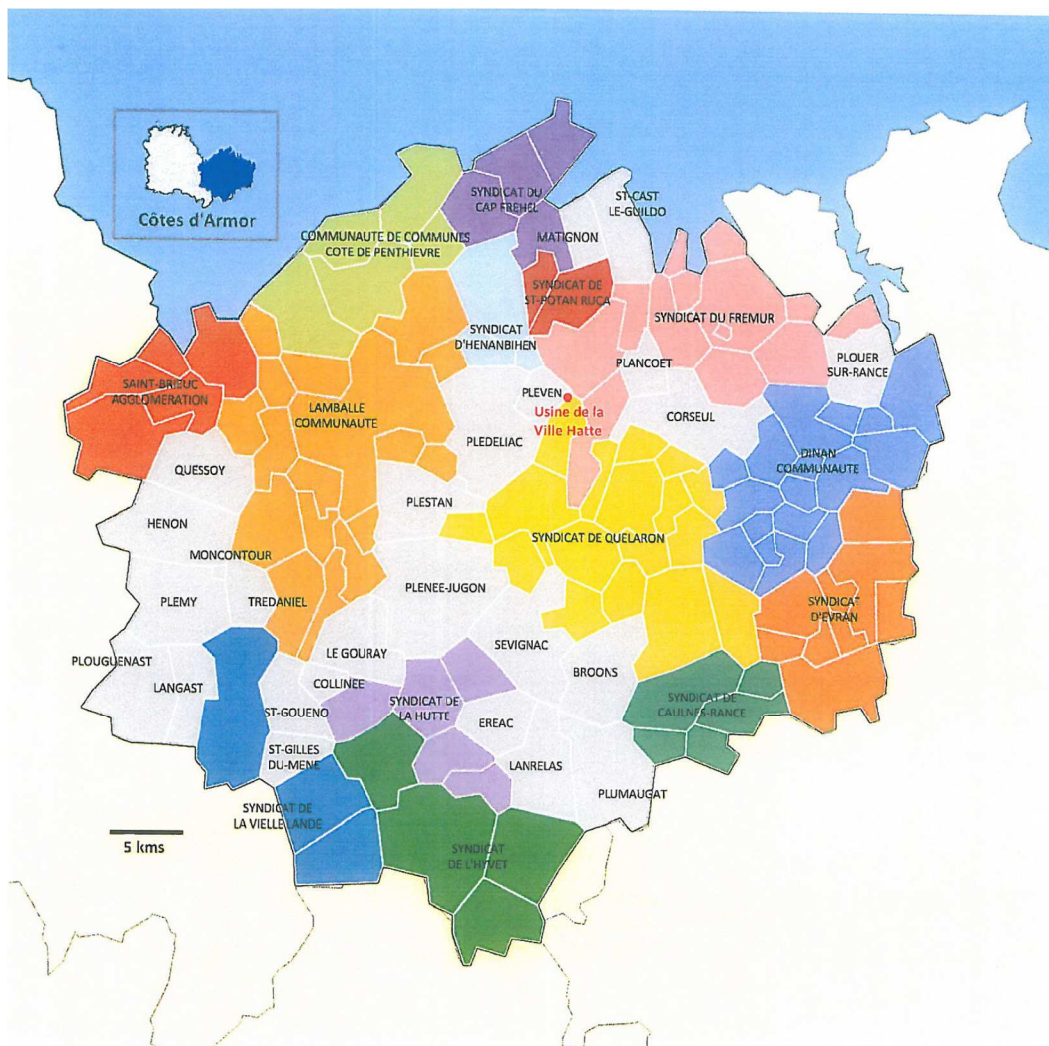 Côtes d'Armor
SYNDICAT DU
CAP FREHEL
ST-CAST
LE-GUILDO
MATIGNON
COMMUNAUTE DE COMMUNES
COTE DE PENTHIEVRE
SYNDICAT DE
ST-POTAN RUCA
SYNDICAT DU FREMUR
SYNDICAT
D'HENANBIHEN
PLANCOET
PLOUER
SUR-RANCE
SAINT-BRIEUC
AGGLOMERATION
PLEVEN
Usine de la
Ville Hatte
LAMBALLE
COMMUNAUTE
CORSEUL
PLEDELIAC
DINAN
COMMUNAUTE
QUESSOY
PLESTAN
HENON
SYNDICAT DE QUELARON
MONCONTOUR
PLENEE-JUGON
PLEMY
TREDANIEL
SYNDICAT
D'EVRAN
SEVIGNAC
LE GOURAY
PLOUGUENAST
BROONS
LANGAST
COLLINEE
SYNDICAT DE
LA HUTTE
SYNDICAT DE
CAULNES-RANCE
ST-GOUENO
EREAC
ST-GILLES
DU-MENE
LANRELAS
PLUMAUGAT
SYNDICAT DE
LA VIELLE LANDE
5 kms
SYNDICAT
DE L'HYVET